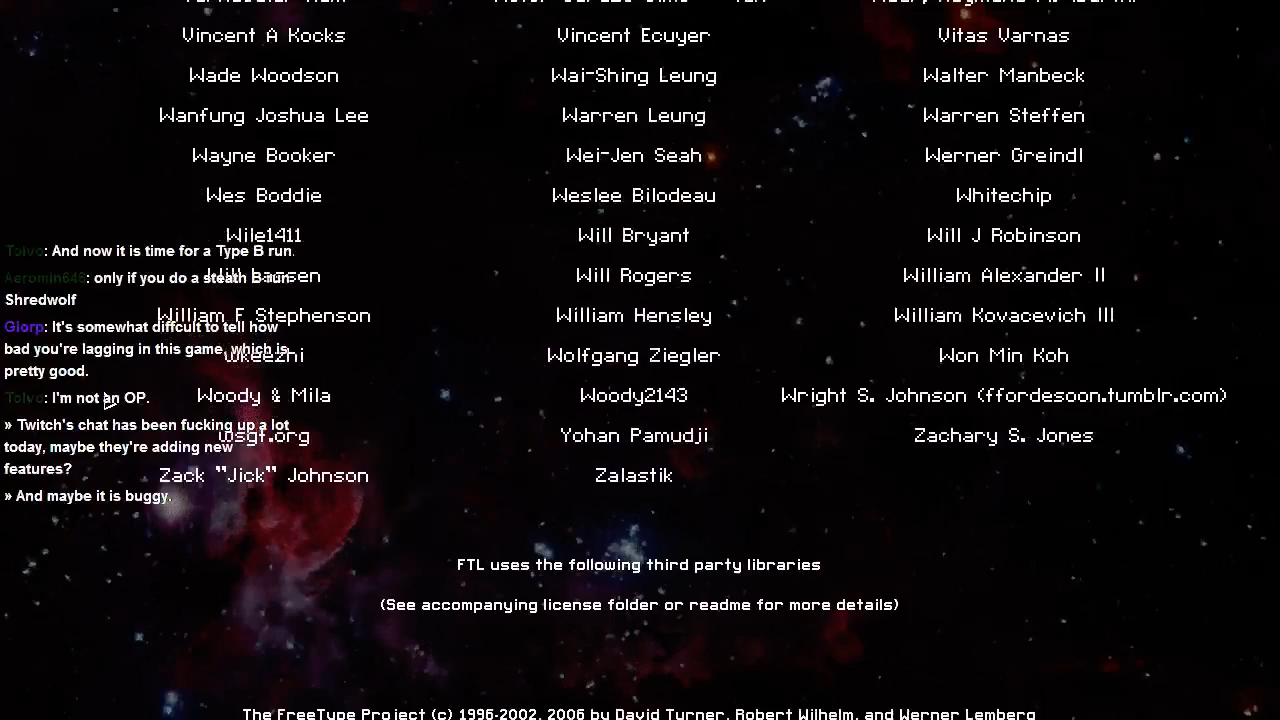 Vincent A Kocks Vincent Ecuyer Vitas Varnas
Wade Woodson Wai-Shing Leung Walter Manbeck
Wanfung Joshua Lee Warren Leung Warren Steffen
Wayne Booker Wei-Jen Seah Werner Greindl
Wes Boddie Weslee Bilodeau Whitechip
Wile1411 Will Bryant Will J Robinson
Tolvo: And now it is time for a Type B run.
Will Rogers William Alexander II
Aeromin646: only if you do a stealth B run
Shredwolf
William F Stephenson William Hensley William Kovacevich III
Glorp: It's somewhat diffcult to tell how
bad you're lagging in this game, which is
pretty good.
wkeezhi Wolfgang Ziegler Won Min Koh
Tolvo: I'm not an OP.
Woody & Mila Woody2143 Wright S. Johnson (ffordesoon.tumblr.com)
» Twitch's chat has been fucking up a lot
today, maybe they're adding new
features?
wsgf.org Yohan Pamudji Zachary S. Jones
Zack "Jick" Johnson Zalastik
» And maybe it is buggy.
FTL uses the following third party libraries
(See accompanying license folder or readme for more details)
The FreeType Project (c) 1996-2002, 2006 by David Turner, Robert Wilhelm, and Werner Lemberg